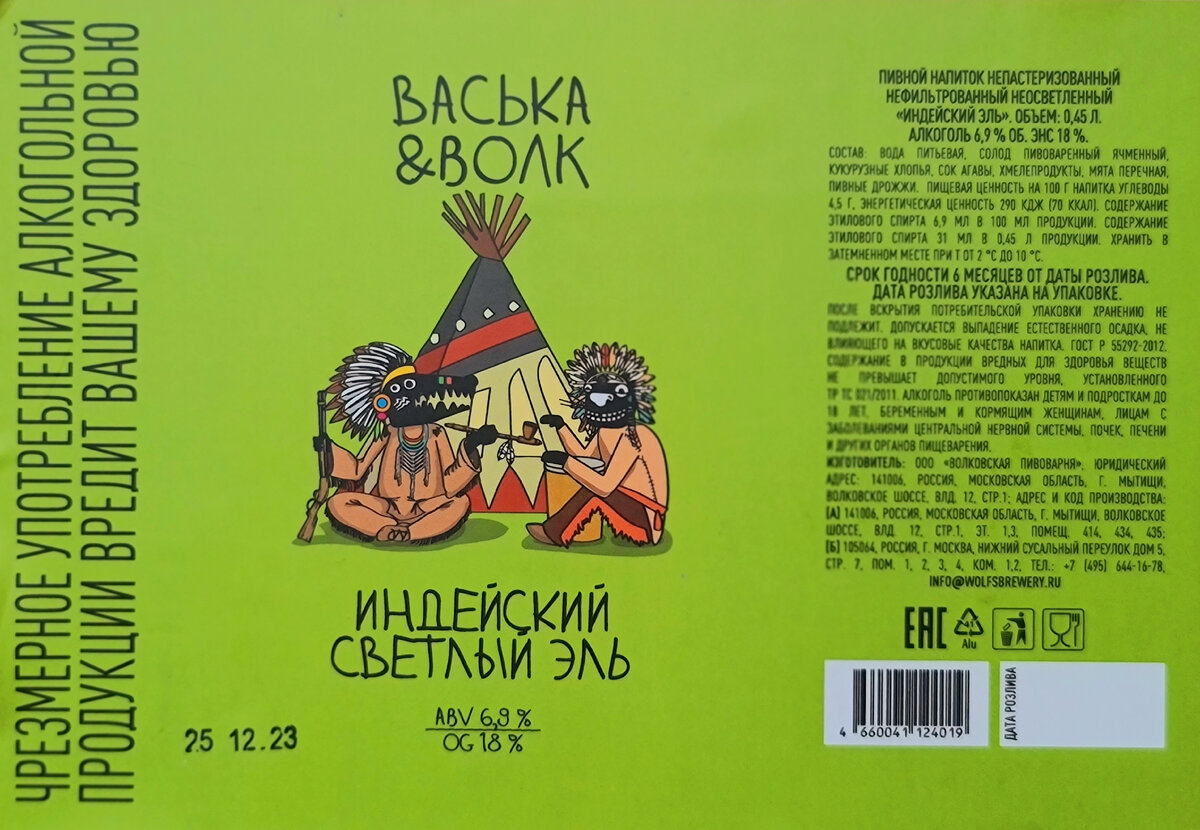 ЧРЕЗМЕРНОЕ УПОТРЕБЛЕНИЕ АЛКОГОЛЬНОЙ
ПРОДУКЦИИ ВРЕДИТ ВАШЕМУ ЗДОРОВЬЮ
ВАСЬКА
&ВОЛК
ИНДЕЙСКИЙ
СВЕТЛЫЙ ЭЛЬ
ABV 6,9 %
OG 18 %
25 12.23
ПИВНОЙ НАПИТОК НЕПАСТЕРИЗОВАННЫЙ
НЕФИЛЬТРОВАННЫЙ НЕОСВЕТЛЕННЫЙ
«ИНДЕЙСКИЙ ЭЛЬ». ОБЪЕМ: 0,45 Л.
АЛКОГОЛЬ 6,9 % ОБ. ЭНС 18 %.
СОСТАВ: ВОДА ПИТЬЕВАЯ, СОЛОД ПИВОВАРЕННЫЙ ЯЧМЕННЫЙ,
КУКУРУЗНЫЕ ХЛОПЬЯ, СОК АГАВЫ, ХМЕЛЕПРОДУКТЫ, МЯТА ПЕРЕЧНАЯ,
ПИВНЫЕ ДРОЖЖИ. ПИЩЕВАЯ ЦЕННОСТЬ НА 100 Г НАПИТКА УГЛЕВОДЫ
4,5 Г, ЭНЕРГЕТИЧЕСКАЯ ЦЕННОСТЬ 290 КДЖ (70 ККАЛ). СОДЕРЖАНИЕ
ЭТИЛОВОГО СПИРТА 6,9 МЛ В 100 МЛ ПРОДУКЦИИ. СОДЕРЖАНИЕ
ЭТИЛОВОГО СПИРТА 31 МЛ В 0,45 Л ПРОДУКЦИИ. ХРАНИТЬ В
ЗАТЕМНЕННОМ МЕСТЕ ПРИ Т ОТ 2 °С ДО 10 °С.
СРОК ГОДНОСТИ 6 МЕСЯЦЕВ ОТ ДАТЫ РОЗЛИВА.
ДАТА РОЗЛИВА УКАЗАНА НА УПАКОВКЕ.
ПОСЛЕ ВСКРЫТИЯ ПОТРЕБИТЕЛЬСКОЙ УПАКОВКИ ХРАНЕНИЮ НЕ
ПОДЛЕЖИТ. ДОПУСКАЕТСЯ ВЫПАДЕНИЕ ЕСТЕСТВЕННОГО ОСАДКА, НЕ
ВЛИЯЮЩЕГО НА ВКУСОВЫЕ КАЧЕСТВА НАПИТКА. ГОСТ Р 55292-2012.
СОДЕРЖАНИЕ В ПРОДУКЦИИ ВРЕДНЫХ ДЛЯ ЗДОРОВЬЯ ВЕЩЕСТВ
НЕ ПРЕВЫШАЕТ ДОПУСТИМОГО УРОВНЯ, УСТАНОВЛЕННОГО
ТР ТС 021/2011. АЛКОГОЛЬ ПРОТИВОПОКАЗАН ДЕТЯМ И ПОДРОСТКАМ ДО
18 ЛЕТ, БЕРЕМЕННЫМ И КОРМЯЩИМ ЖЕНЩИНАМ, ЛИЦАМ С
ЗАБОЛЕВАНИЯМИ ЦЕНТРАЛЬНОЙ НЕРВНОЙ СИСТЕМЫ, ПОЧЕК, ПЕЧЕНИ
И ДРУГИХ ОРГАНОВ ПИЩЕВАРЕНИЯ.
ИЗГОТОВИТЕЛЬ: ООО «ВОЛКОВСКАЯ ПИВОВАРНЯ», ЮРИДИЧЕСКИЙ
АДРЕС: 141006, РОССИЯ, МОСКОВСКАЯ ОБЛАСТЬ, Г. МЫТИЩИ,
ВОЛКОВСКОЕ ШОССЕ, ВЛД. 12, СТР.1; АДРЕС И КОД ПРОИЗВОДСТВА:
[А] 141006, РОССИЯ, МОСКОВСКАЯ ОБЛАСТЬ, Г. МЫТИЩИ, ВОЛКОВСКОЕ
ШОССЕ, ВЛД. 12, СТР.1, ЭТ. 1,3, ПОМЕЩ. 414, 434, 435;
[Б] 105064, РОССИЯ, Г. МОСКВА, НИЖНИЙ СУСАЛЬНЫЙ ПЕРЕУЛОК ДОМ 5,
СТР. 7, ПОМ. 1, 2, 3, 4, КОМ. 1,2, ТЕЛ.: +7 (495) 644-16-78,
INFO@WOLFSBREWERY.RU
EAC
41
Alu
4 660041 124019
ДАТА РОЗЛИВА